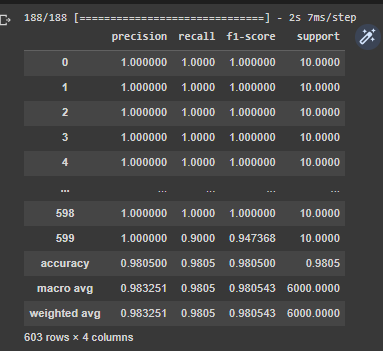 188/188 [==============================] - 2s 7ms/step
precision recall f1-score support
0 1.000000 1.0000 1.000000 10.0000
1 1.000000 1.0000 1.000000 10.0000
2 1.000000 1.0000 1.000000 10.0000
3 1.000000 1.0000 1.000000 10.0000
4 1.000000 1.0000 1.000000 10.0000
... ... ... ... ...
598 1.000000 1.0000 1.000000 10.0000
599 1.000000 0.9000 0.947368 10.0000
accuracy 0.980500 0.9805 0.980500 0.9805
macro avg 0.983251 0.9805 0.980543 6000.0000
weighted avg 0.983251 0.9805 0.980543 6000.0000
603 rows × 4 columns